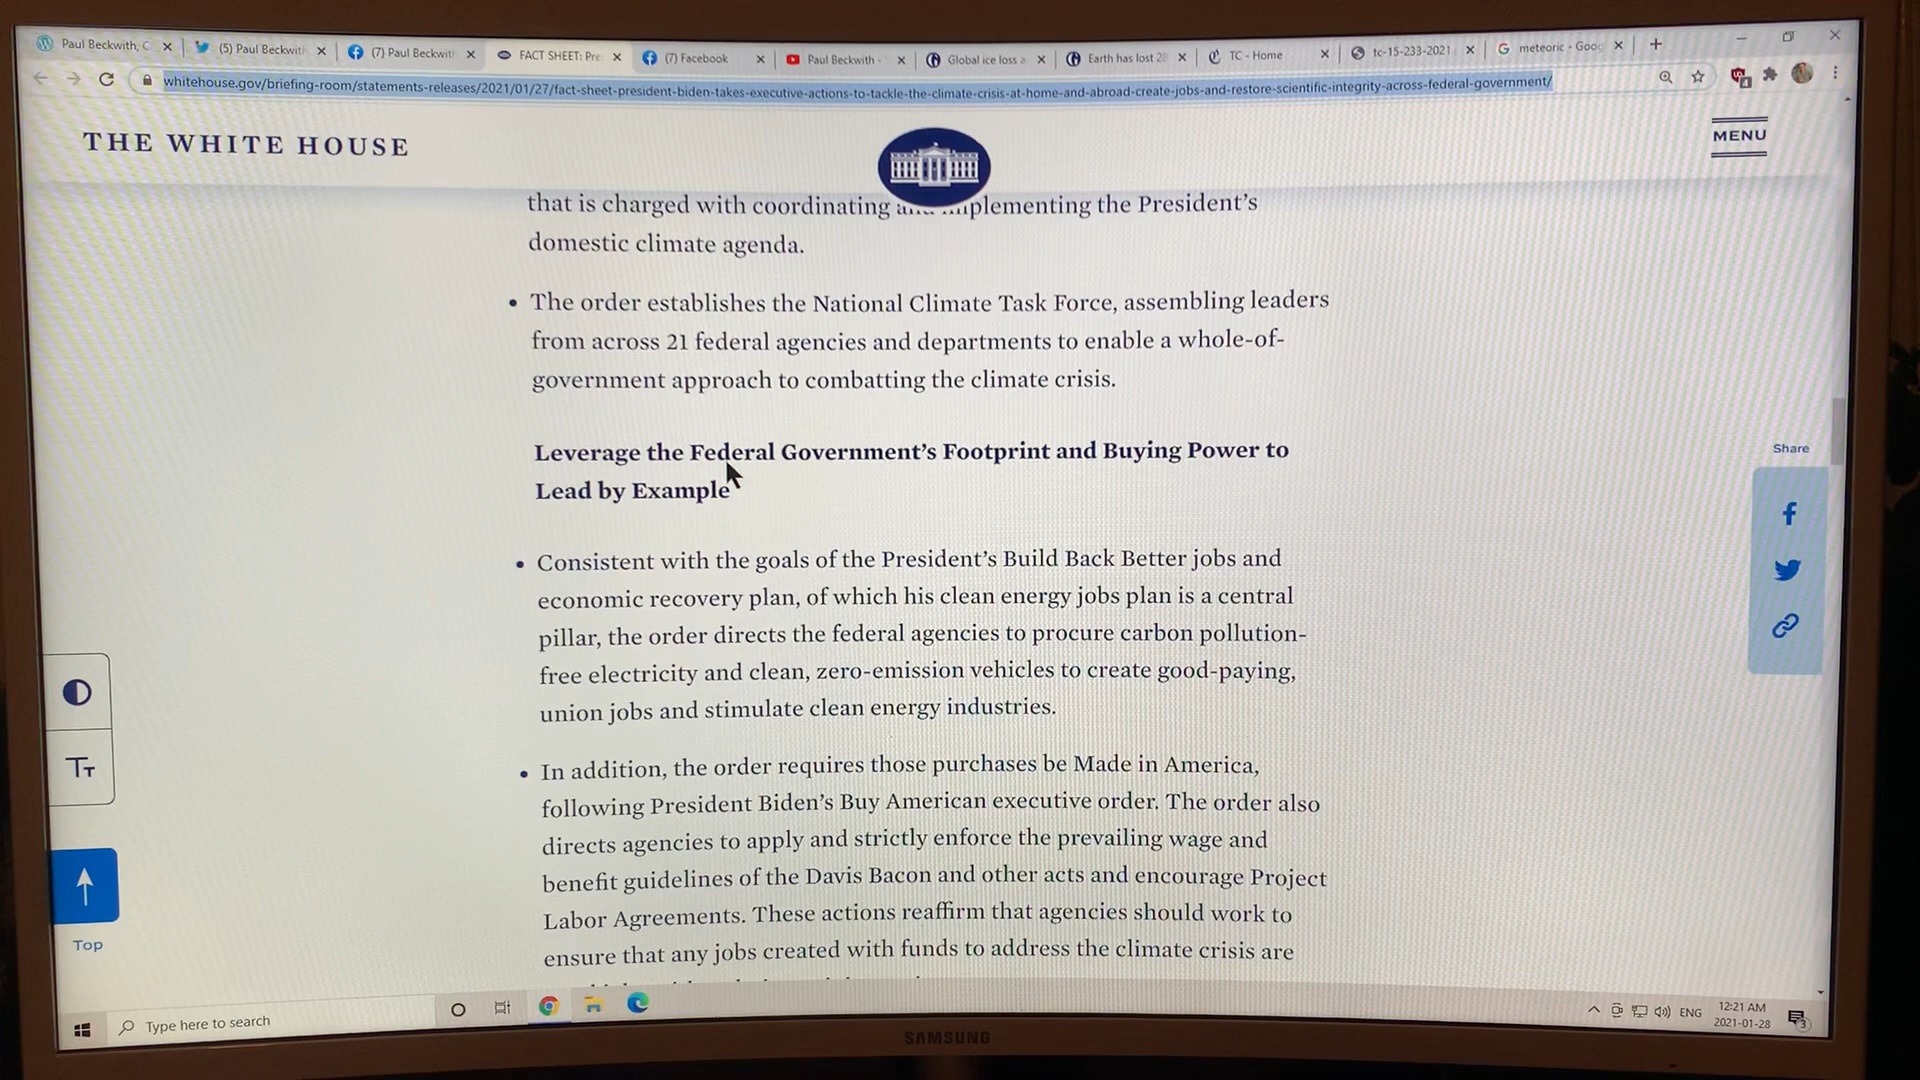 Paul Beckwith, C
(5) Paul Beckwit
(7) Paul Beckwit
FACT SHEET: Pre
(7) Facebook
Paul Beckwith -
Global ice loss a
Earth has lost 28
TC - Home
tc-15-233-2021
meteoric - Goo
whitehouse.gov/briefing-room/statements-releases/2021/01/27/fact-sheet-president-biden-takes-executive-actions-to-tackle-the-climate-crisis-at-home-and-abroad-create-jobs-and-restore-scientific-integrity-across-federal-government/
THE WHITE HOUSE
MENU
that is charged with coordinating implementing the President's
domestic climate agenda.
• The order establishes the National Climate Task Force, assembling leaders
from across 21 federal agencies and departments to enable a whole-of-
government approach to combatting the climate crisis.
Leverage the Federal Government's Footprint and Buying Power to
Lead by Example
• Consistent with the goals of the President's Build Back Better jobs and
economic recovery plan, of which his clean energy jobs plan is a central
pillar, the order directs the federal agencies to procure carbon pollution-
free electricity and clean, zero-emission vehicles to create good-paying,
union jobs and stimulate clean energy industries.
• In addition, the order requires those purchases be Made in America,
following President Biden's Buy American executive order. The order also
directs agencies to apply and strictly enforce the prevailing wage and
benefit guidelines of the Davis Bacon and other acts and encourage Project
Labor Agreements. These actions reaffirm that agencies should work to
ensure that any jobs created with funds to address the climate crisis are
Share
TT
Top
Type here to search
ENG
12:21 AM
2021-01-28
3
SAMSUNG